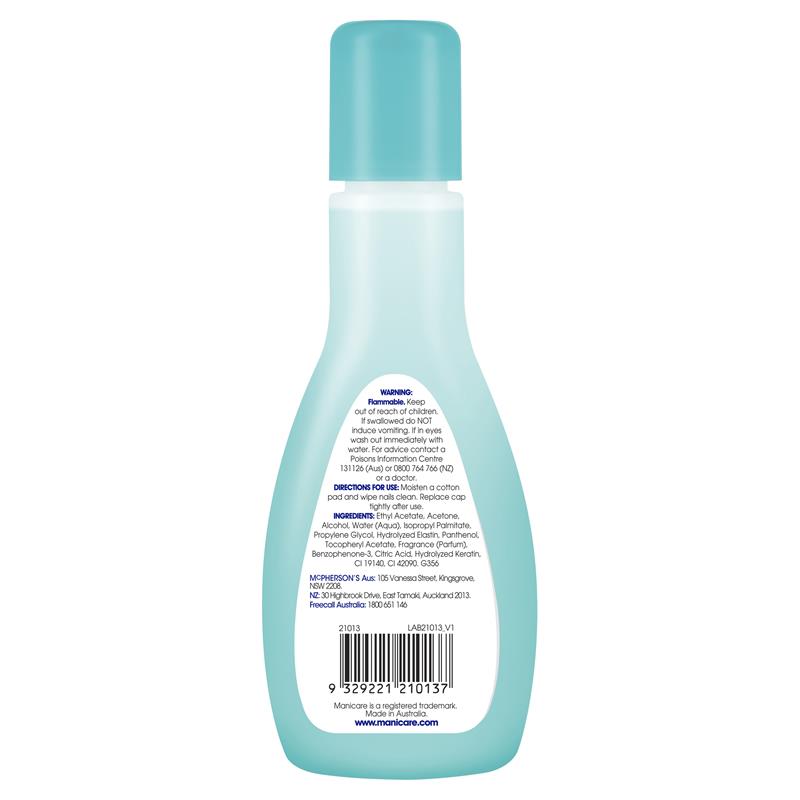 WARNING:
Flammable. Keep
out of reach of children.
If swallowed do NOT
induce vomiting. If in eyes
wash out immediately with
water. For advice contact a
Poisons Information Centre
131126 (Aus) or 0800 764 766 (NZ)
or a doctor.
DIRECTIONS FOR USE: Moisten a cotton
pad and wipe nails clean. Replace cap
tightly after use.
INGREDIENTS: Ethyl Acetate, Acetone,
Alcohol, Water (Aqua), Isopropyl Palmitate,
Propylene Glycol, Hydrolyzed Elastin, Panthenol,
Tocopheryl Acetate, Fragrance (Parfum),
Benzophenone-3, Citric Acid, Hydrolyzed Keratin,
CI 19140, CI 42090. G356
McPHERSON'S Aus: 105 Vanessa Street, Kingsgrove,
NSW 2208.
NZ: 30 Highbrook Drive, East Tamaki, Auckland 2013.
Freecall Australia: 1800 651 146
21013 LAB21013_V1
9 329221 210137
Manicare is a registered trademark.
Made in Australia.
www.manicare.com